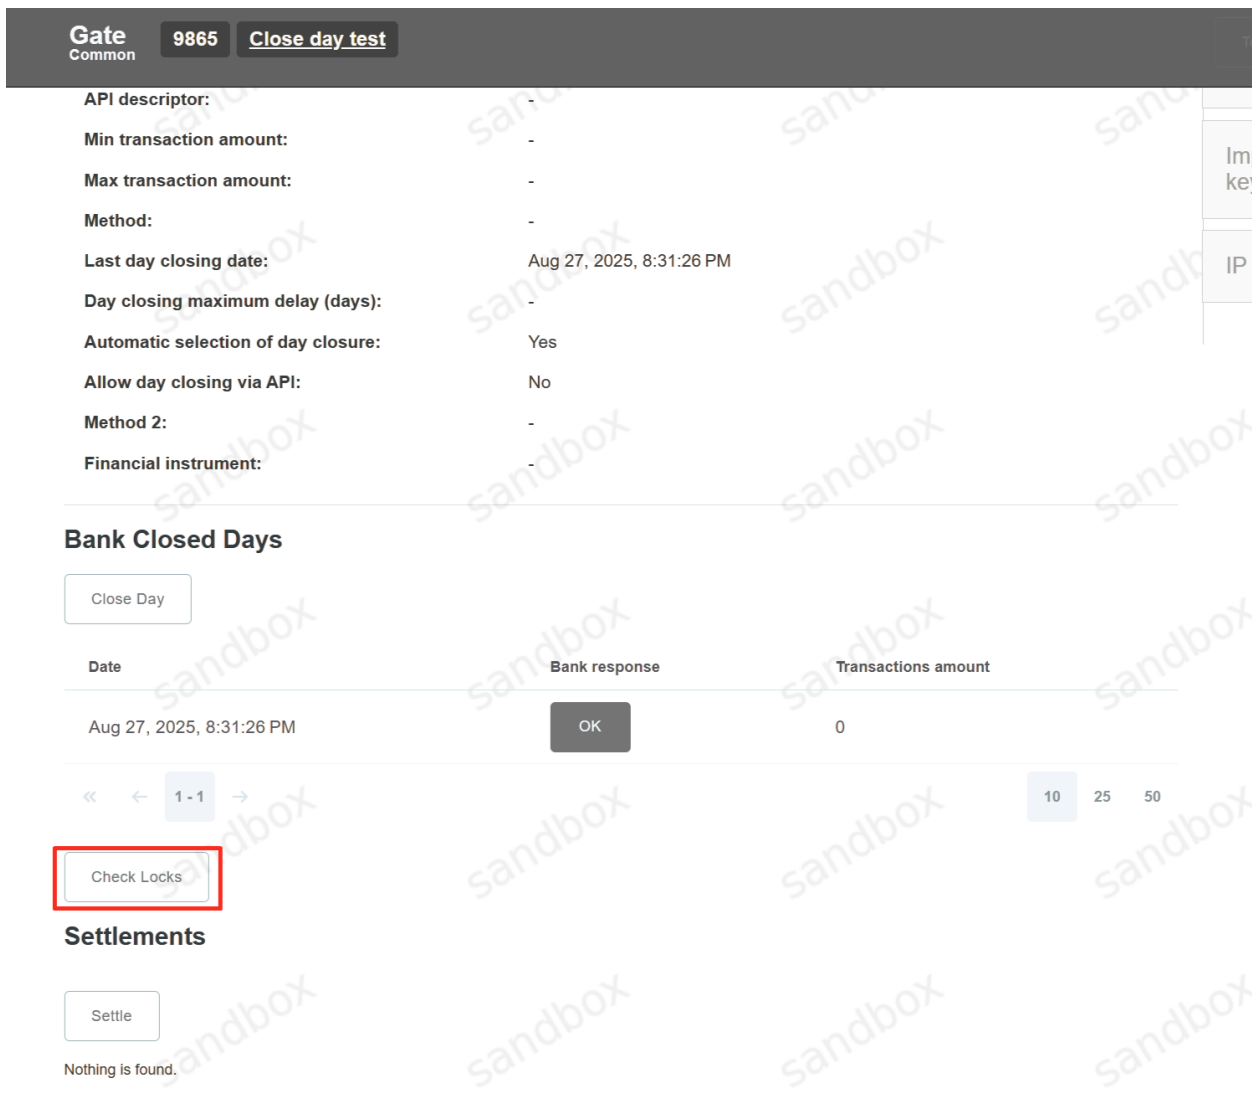 Gate
Common
9865
Close day test
API descriptor: -
Min transaction amount: -
Max transaction amount: -
Method: -
Last day closing date: Aug 27, 2025, 8:31:26 PM
Day closing maximum delay (days): -
Automatic selection of day closure: Yes
Allow day closing via API: No
Method 2: -
Financial instrument: -
IP
Bank Closed Days
Close Day
Date Bank response Transactions amount
Aug 27, 2025, 8:31:26 PM OK 0
« ← 1 - 1 → 10 25 50
Check Locks
Settlements
Settle
Nothing is found.
sandbox